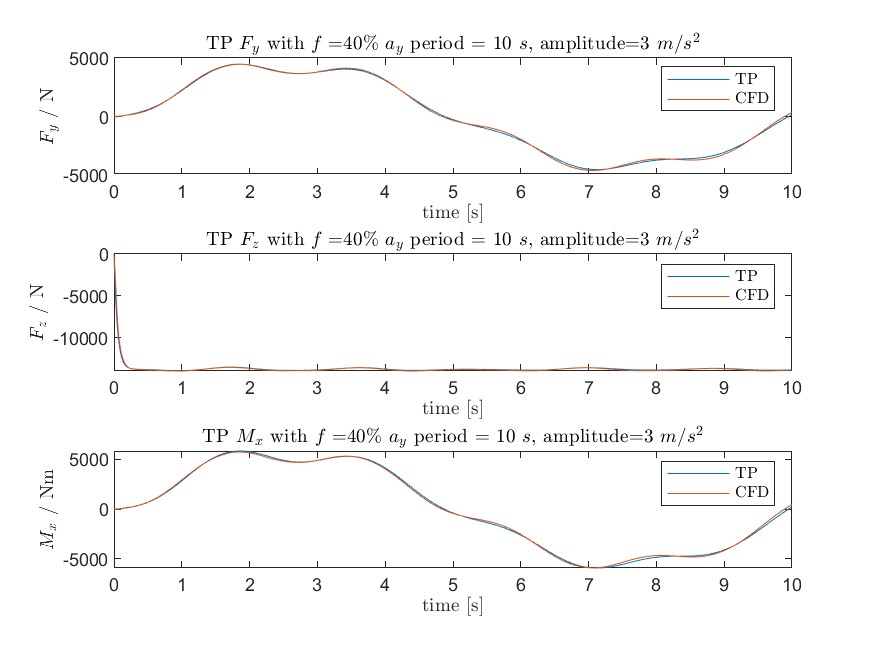 TP F_y with f =40% a_y period = 10 s, amplitude=3 m/s²
5000
0
-5000
F_y / N
TP
CFD
0 1 2 3 4 5 6 7 8 9 10
time [s]
TP F_z with f =40% a_y period = 10 s, amplitude=3 m/s²
0
-5000
-10000
F_z / N
TP
CFD
0 1 2 3 4 5 6 7 8 9 10
time [s]
TP M_x with f =40% a_y period = 10 s, amplitude=3 m/s²
5000
0
-5000
M_x / Nm
TP
CFD
0 1 2 3 4 5 6 7 8 9 10
time [s]